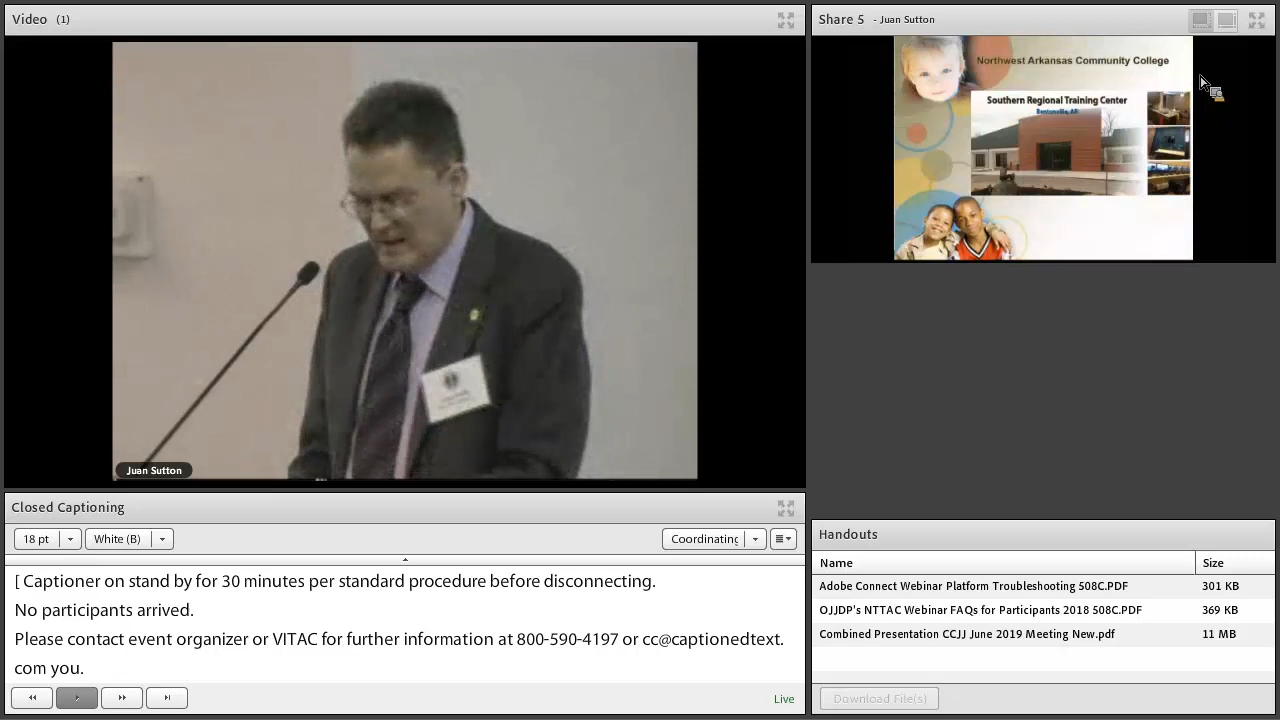 Video (1)
Juan Sutton
Share 5 - Juan Sutton
Northwest Arkansas Community College
Southern Regional Training Center
Bentonville, AR
Closed Captioning
18 pt
White (B)
Coordinating
[ Captioner on stand by for 30 minutes per standard procedure before disconnecting.
No participants arrived.
Please contact event organizer or VITAC for further information at 800-590-4197 or cc@captionedtext.
com you.
Live
Handouts
Name Size
Adobe Connect Webinar Platform Troubleshooting 508C.PDF 301 KB
OJJDP's NTTAC Webinar FAQs for Participants 2018 508C.PDF 369 KB
Combined Presentation CCJJ June 2019 Meeting New.pdf 11 MB
Download File(s)